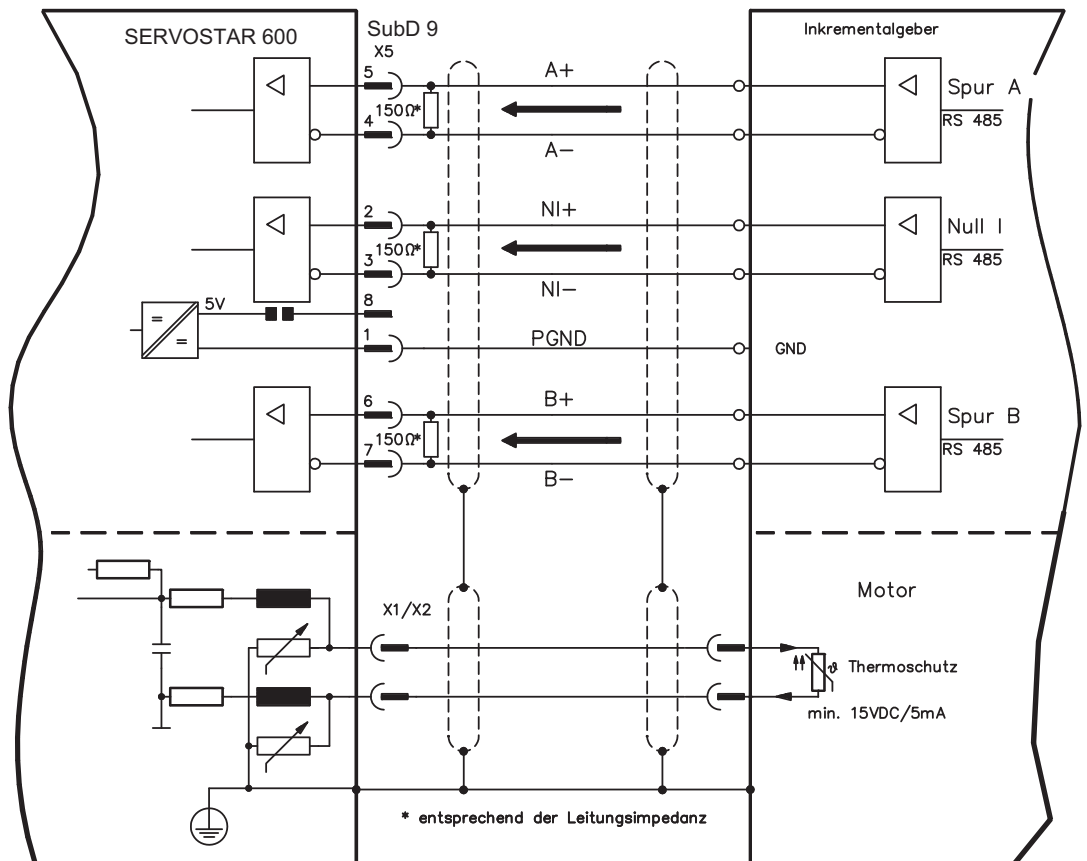 SERVOSTAR 600
SubD 9
X5
Inkrementalgeber
5
A+
Spur A
150Ω*
RS 485
4
A-
2
NI+
Null I
150Ω*
RS 485
3
NI-
5V
8
=
=
1
PGND
GND
6
B+
Spur B
150Ω*
RS 485
7
B-
Motor
X1/X2
ϑ Thermoschutz
min. 15VDC/5mA
* entsprechend der Leitungsimpedanz